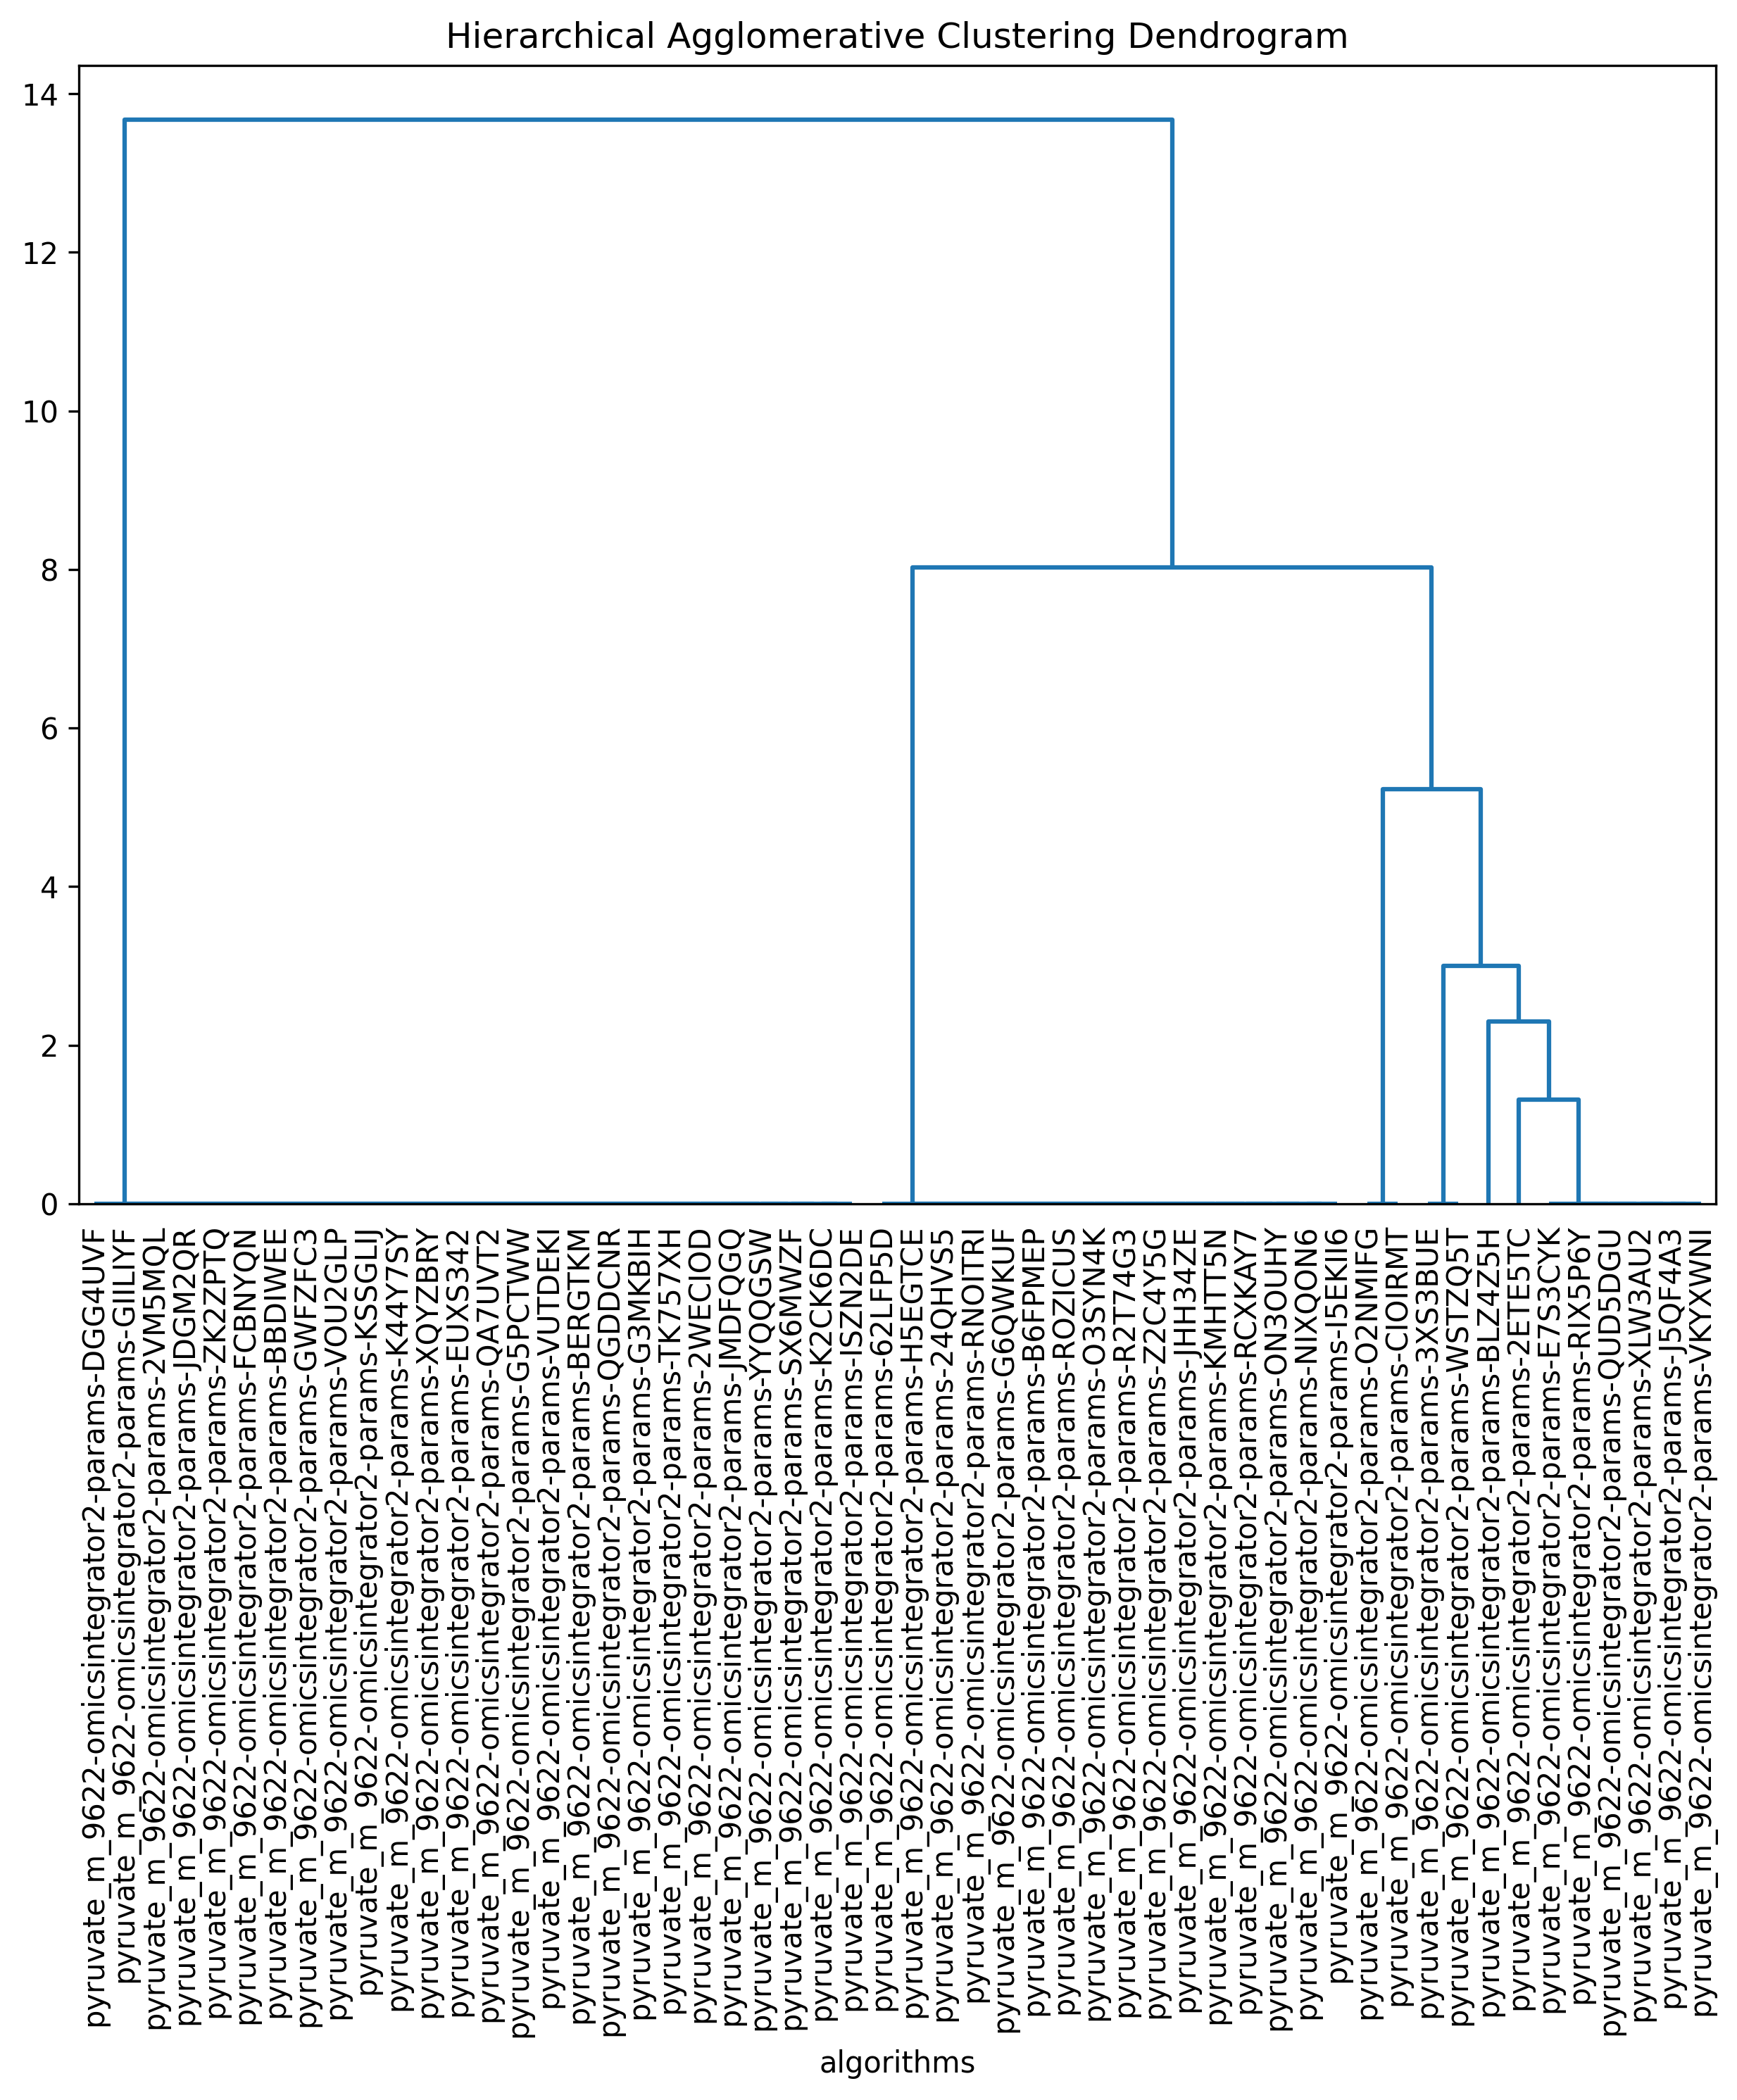 Hierarchical Agglomerative Clustering Dendrogram
14
12
10
8
6
4
2
0
pyruvate_m_9622-omicsintegrator2-params-DGG4UVF
pyruvate_m_9622-omicsintegrator2-params-GIILIYF
pyruvate_m_9622-omicsintegrator2-params-2VM5MQL
pyruvate_m_9622-omicsintegrator2-params-JDGM2QR
pyruvate_m_9622-omicsintegrator2-params-ZK2ZPTQ
pyruvate_m_9622-omicsintegrator2-params-FCBNYQN
pyruvate_m_9622-omicsintegrator2-params-BBDIWEE
pyruvate_m_9622-omicsintegrator2-params-GWFZFC3
pyruvate_m_9622-omicsintegrator2-params-VOU2GLP
pyruvate_m_9622-omicsintegrator2-params-KSSGLIJ
pyruvate_m_9622-omicsintegrator2-params-K44Y7SY
pyruvate_m_9622-omicsintegrator2-params-XQYZBRY
pyruvate_m_9622-omicsintegrator2-params-EUXS342
pyruvate_m_9622-omicsintegrator2-params-QA7UVT2
pyruvate_m_9622-omicsintegrator2-params-G5PCTWW
pyruvate_m_9622-omicsintegrator2-params-VUTDEKI
pyruvate_m_9622-omicsintegrator2-params-BERGTKM
pyruvate_m_9622-omicsintegrator2-params-QGDDCNR
pyruvate_m_9622-omicsintegrator2-params-G3MKBIH
pyruvate_m_9622-omicsintegrator2-params-TK757XH
pyruvate_m_9622-omicsintegrator2-params-2WECIOD
pyruvate_m_9622-omicsintegrator2-params-JMDFQGQ
pyruvate_m_9622-omicsintegrator2-params-YYQQGSW
pyruvate_m_9622-omicsintegrator2-params-SX6MWZF
pyruvate_m_9622-omicsintegrator2-params-K2CK6DC
pyruvate_m_9622-omicsintegrator2-params-ISZN2DE
pyruvate_m_9622-omicsintegrator2-params-62LFP5D
pyruvate_m_9622-omicsintegrator2-params-H5EGTCE
pyruvate_m_9622-omicsintegrator2-params-24QHVS5
pyruvate_m_9622-omicsintegrator2-params-RNOITRI
pyruvate_m_9622-omicsintegrator2-params-G6QWKUF
pyruvate_m_9622-omicsintegrator2-params-B6FPMEP
pyruvate_m_9622-omicsintegrator2-params-ROZICUS
pyruvate_m_9622-omicsintegrator2-params-O3SYN4K
pyruvate_m_9622-omicsintegrator2-params-R2T74G3
pyruvate_m_9622-omicsintegrator2-params-Z2C4Y5G
pyruvate_m_9622-omicsintegrator2-params-JHH34ZE
pyruvate_m_9622-omicsintegrator2-params-KMHTT5N
pyruvate_m_9622-omicsintegrator2-params-RCXKAY7
pyruvate_m_9622-omicsintegrator2-params-ON3OUHY
pyruvate_m_9622-omicsintegrator2-params-NIXQON6
pyruvate_m_9622-omicsintegrator2-params-I5EKII6
pyruvate_m_9622-omicsintegrator2-params-O2NMIFG
pyruvate_m_9622-omicsintegrator2-params-CIOIRMT
pyruvate_m_9622-omicsintegrator2-params-3XS3BUE
pyruvate_m_9622-omicsintegrator2-params-WSTZQ5T
pyruvate_m_9622-omicsintegrator2-params-BLZ4Z5H
pyruvate_m_9622-omicsintegrator2-params-2ETE5TC
pyruvate_m_9622-omicsintegrator2-params-E7S3CYK
pyruvate_m_9622-omicsintegrator2-params-RIX5P6Y
pyruvate_m_9622-omicsintegrator2-params-QUD5DGU
pyruvate_m_9622-omicsintegrator2-params-XLW3AU2
pyruvate_m_9622-omicsintegrator2-params-J5QF4A3
pyruvate_m_9622-omicsintegrator2-params-VKYXWNI
algorithms